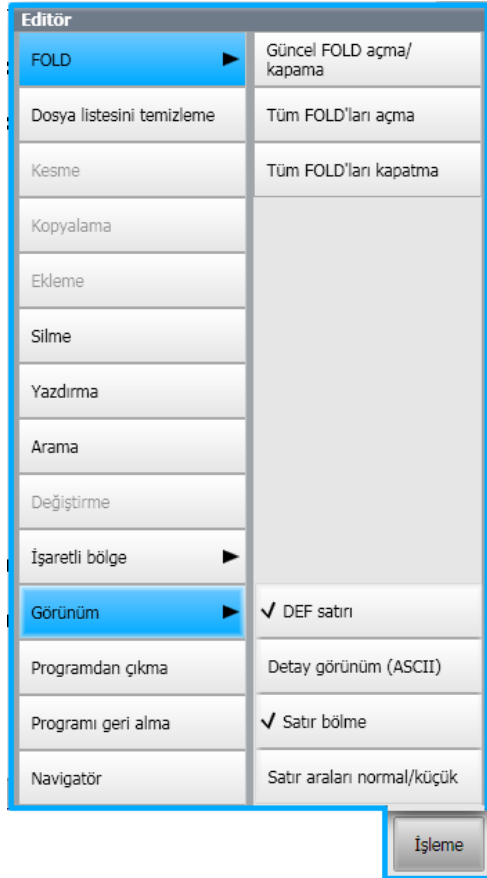 Editör
FOLD
Dosya listesini temizleme
Kesme
Kopyalama
Ekleme
Silme
Yazdırma
Arama
Değiştirme
İşaretli bölge
Görünüm
Programdan çıkma
Programı geri alma
Navigatör
Güncel FOLD açma/
kapama
Tüm FOLD'ları açma
Tüm FOLD'ları kapatma
DEF satırı
Detay görünüm (ASCII)
Satır bölme
Satır araları normal/küçük
İşleme